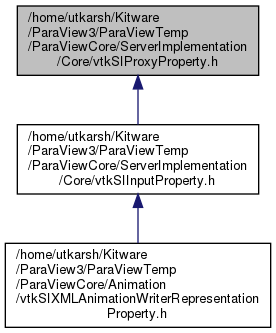 /home/utkarsh/Kitware
/ParaView3/ParaViewTemp
/ParaViewCore/ServerImplementation
/Core/vtkSIProxyProperty.h
/home/utkarsh/Kitware
/ParaView3/ParaViewTemp
/ParaViewCore/ServerImplementation
/Core/vtkSIInputProperty.h
/home/utkarsh/Kitware
/ParaView3/ParaViewTemp
/ParaViewCore/Animation
/vtkSIXMLAnimationWriterRepresentation
Property.h